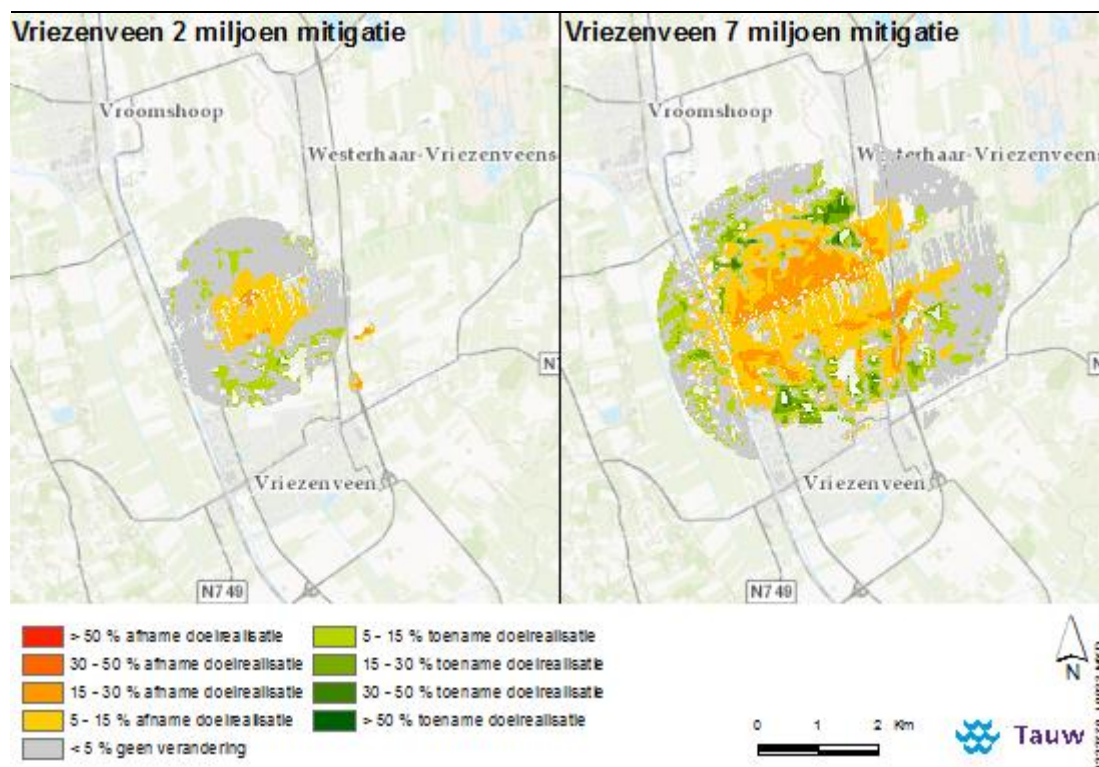 Vriezenveen 2 miljoen mitigatie
Vriezenveen 7 miljoen mitigatie
Vroomshoop
Vroomshoop
Westerhaar-Vriezenveens
Westerhaar-Vriezenveens
N7
N
Vriezenveen
Vriezenveen
N749
N749
> 50 % afname doelrealisatie
30 - 50 % afname doelrealisatie
15 - 30 % afname doelrealisatie
5 - 15 % afname doelrealisatie
< 5 % geen verandering
5 - 15 % toename doelrealisatie
15 - 30 % toename doelrealisatie
30 - 50 % toename doelrealisatie
> 50 % toename doelrealisatie
0 1 2 Km
N
Tauw